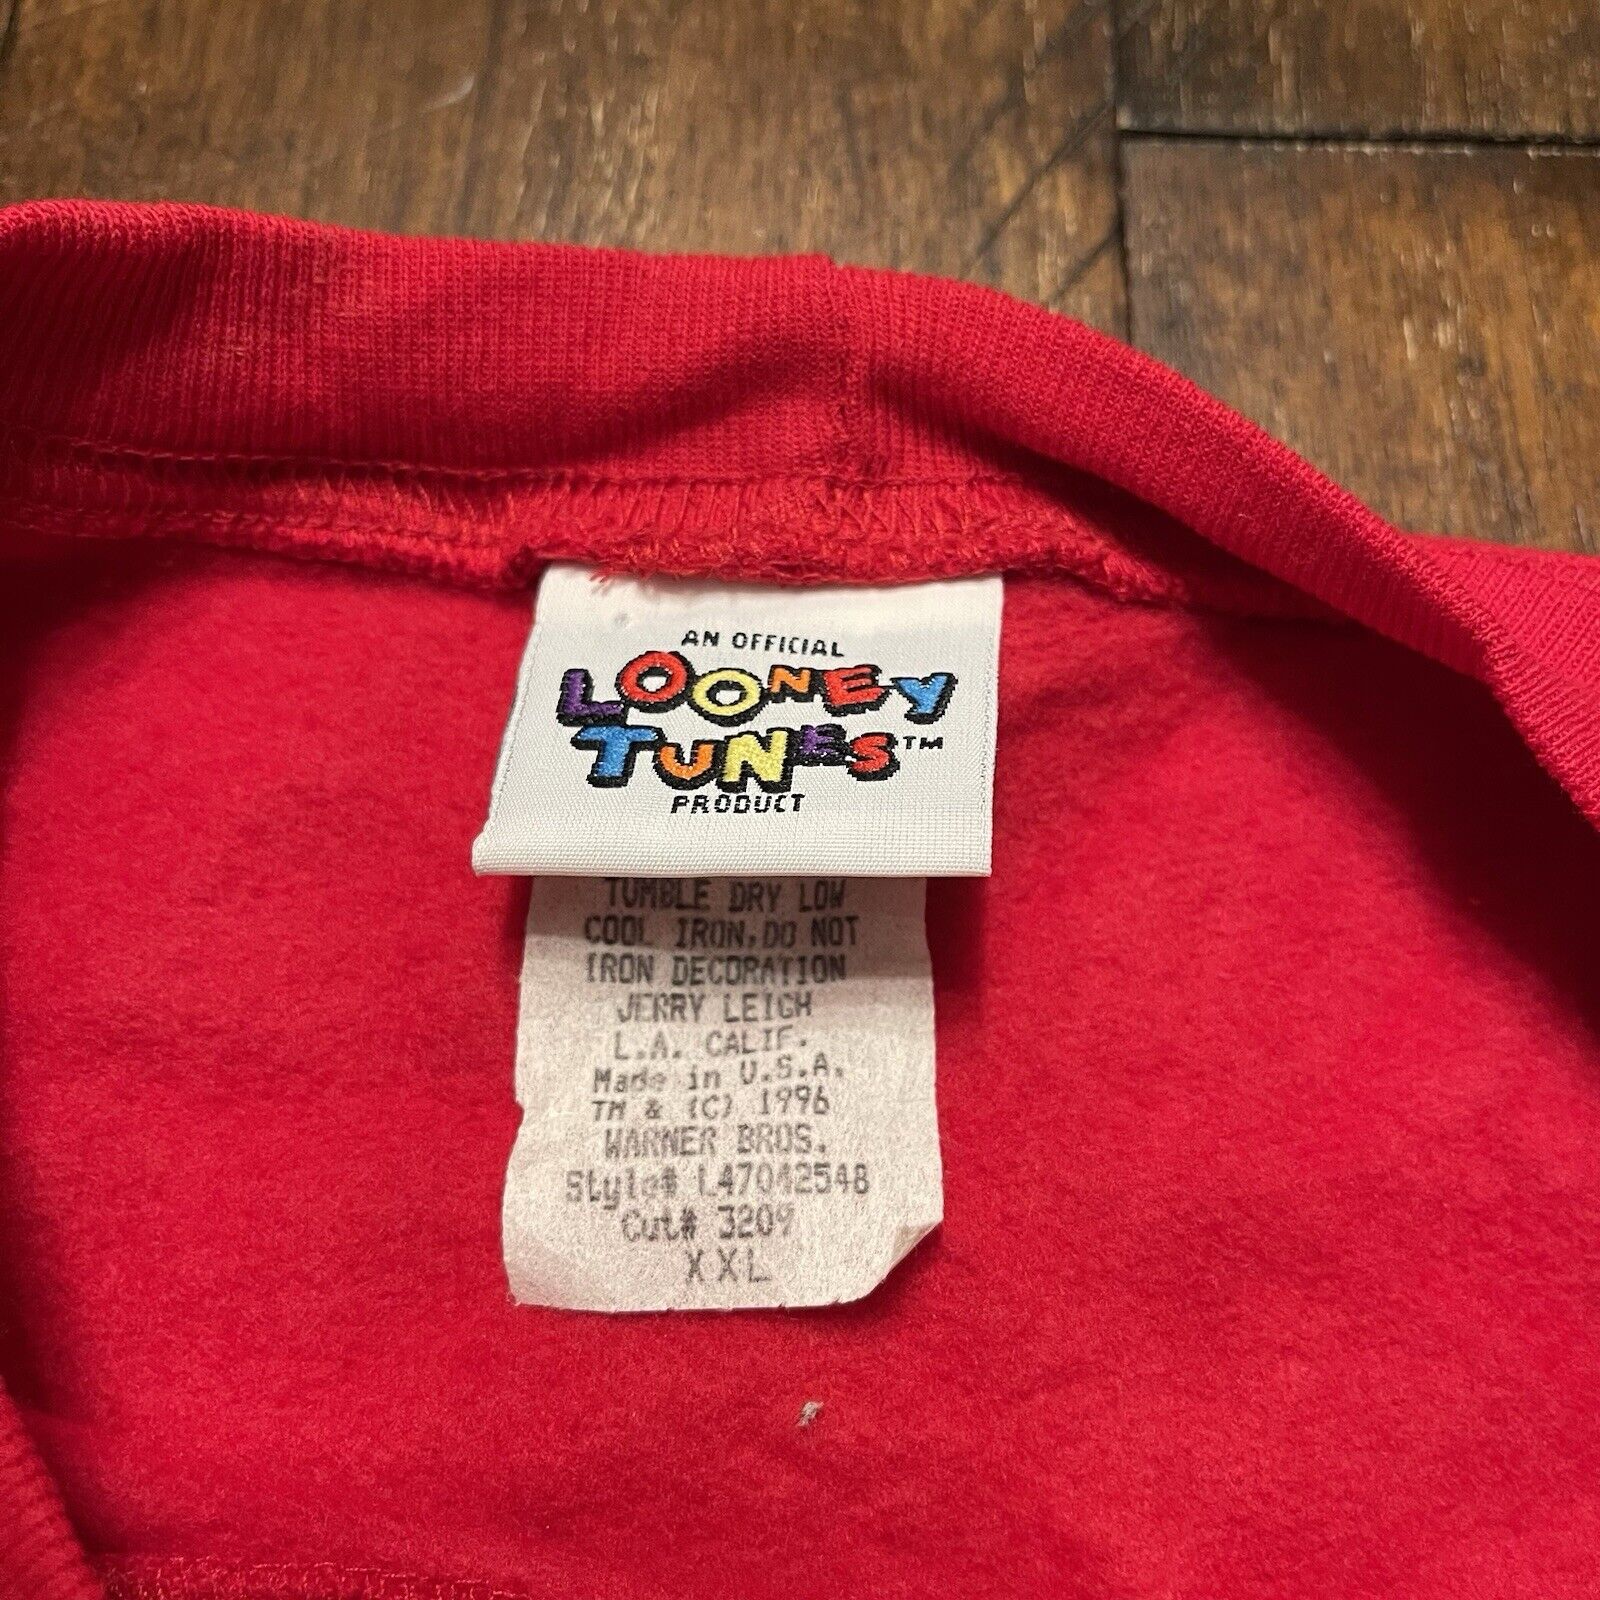 AN OFFICIAL
LOONEY
TUNES™
PRODUCT
TUMBLE DRY LOW
COOL IRON,DO NOT
IRON DECORATION
JERRY LEIGH
L.A. CALIF.
Made in U.S.A.
TM & (C) 1996
WARNER BROS.
Style# L47042548
Cut# 3209
XXL